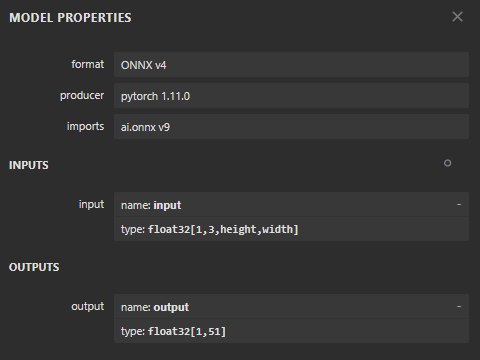 MODEL PROPERTIES
format ONNX v4
producer pytorch 1.11.0
imports ai.onnx v9
INPUTS
input name: input -
type: float32[1,3,height,width]
OUTPUTS
output name: output -
type: float32[1,51]